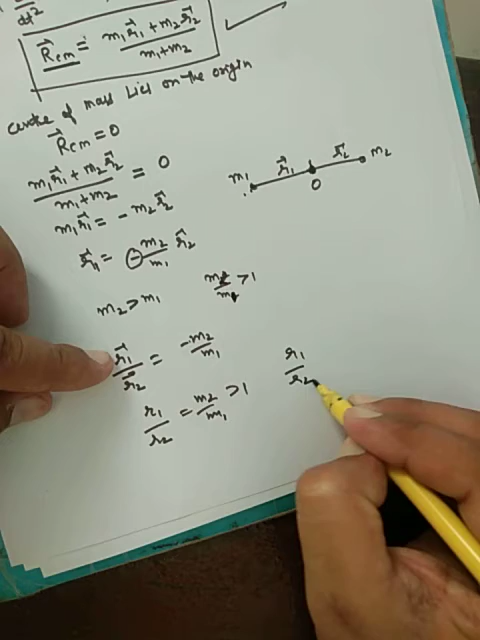 dt²
R⃗cm = m₁r⃗₁ + m₂r⃗₂ / m₁+m₂
centre of mass lies on the origin
R⃗cm = 0
m₁r⃗₁ + m₂r⃗₂ / m₁+m₂ = 0
m₁ r⃗₁ O r⃗₂ m₂
m₁r⃗₁ = - m₂ r⃗₂
r⃗₁ = - m₂/m₁ r⃗₂
m₂ > m₁ m₂/m₁ > 1
r⃗₁/r⃗₂ = -m₂/m₁
r₁/r₂ = m₂/m₁ > 1
r₁/r₂